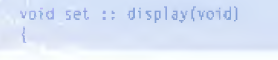 void set :: display(void)
{